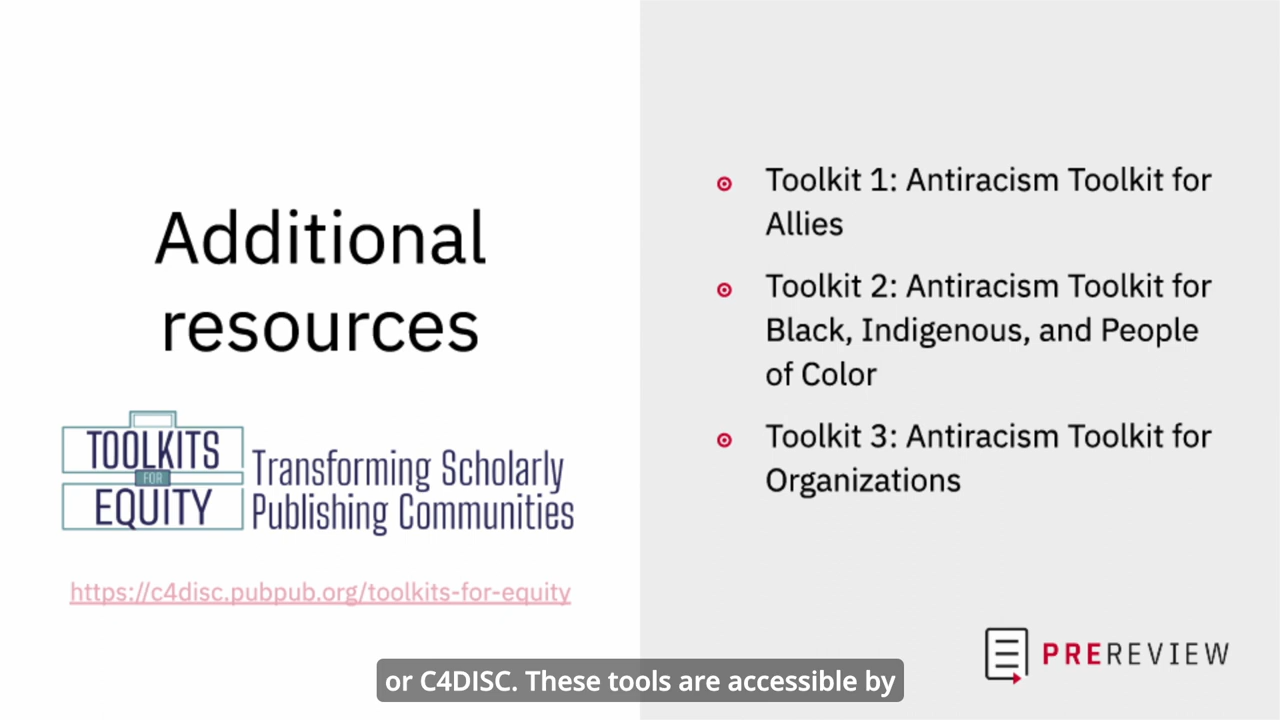 Additional
resources
TOOLKITS
FOR
EQUITY
Transforming Scholarly
Publishing Communities
https://c4disc.pubpub.org/toolkits-for-equity
Toolkit 1: Antiracism Toolkit for
Allies
Toolkit 2: Antiracism Toolkit for
Black, Indigenous, and People
of Color
Toolkit 3: Antiracism Toolkit for
Organizations
PREREVIEW
or C4DISC. These tools are accessible by